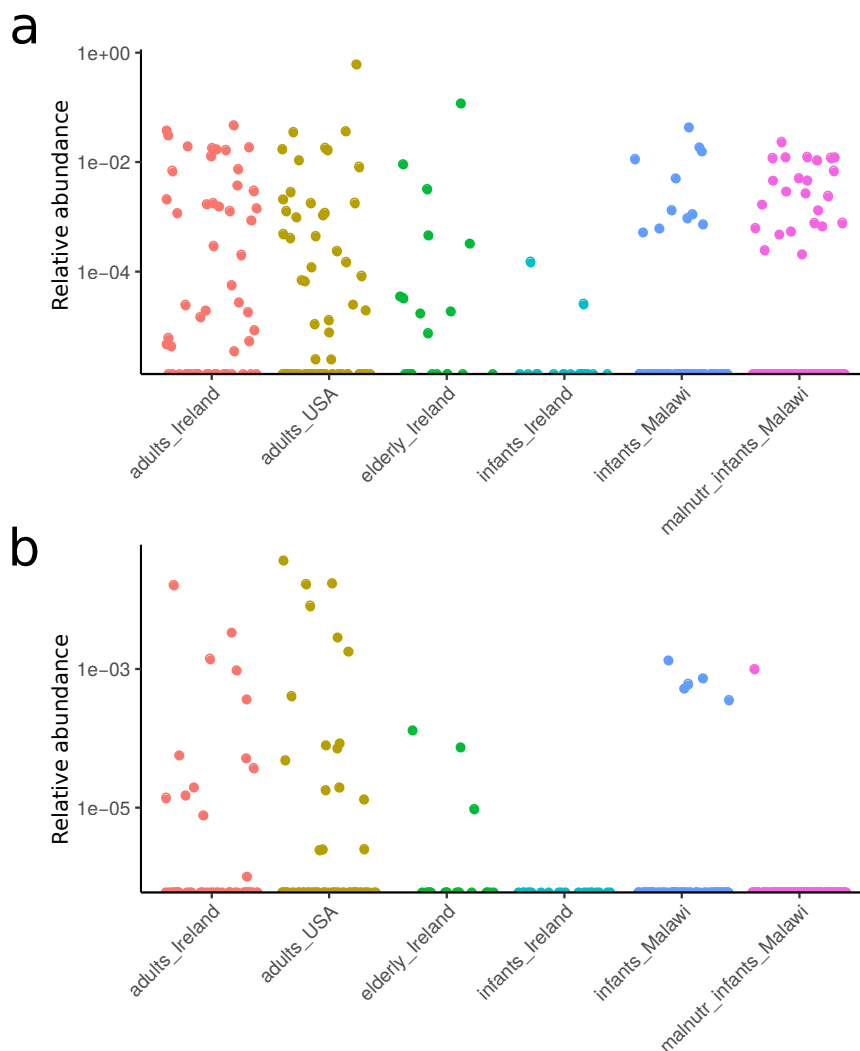 a
Relative abundance
1e+00
1e−02
1e−04
adults_Ireland
adults_USA
elderly_Ireland
infants_Ireland
infants_Malawi
malnutr_infants_Malawi
b
Relative abundance
1e−03
1e−05
adults_Ireland
adults_USA
elderly_Ireland
infants_Ireland
infants_Malawi
malnutr_infants_Malawi